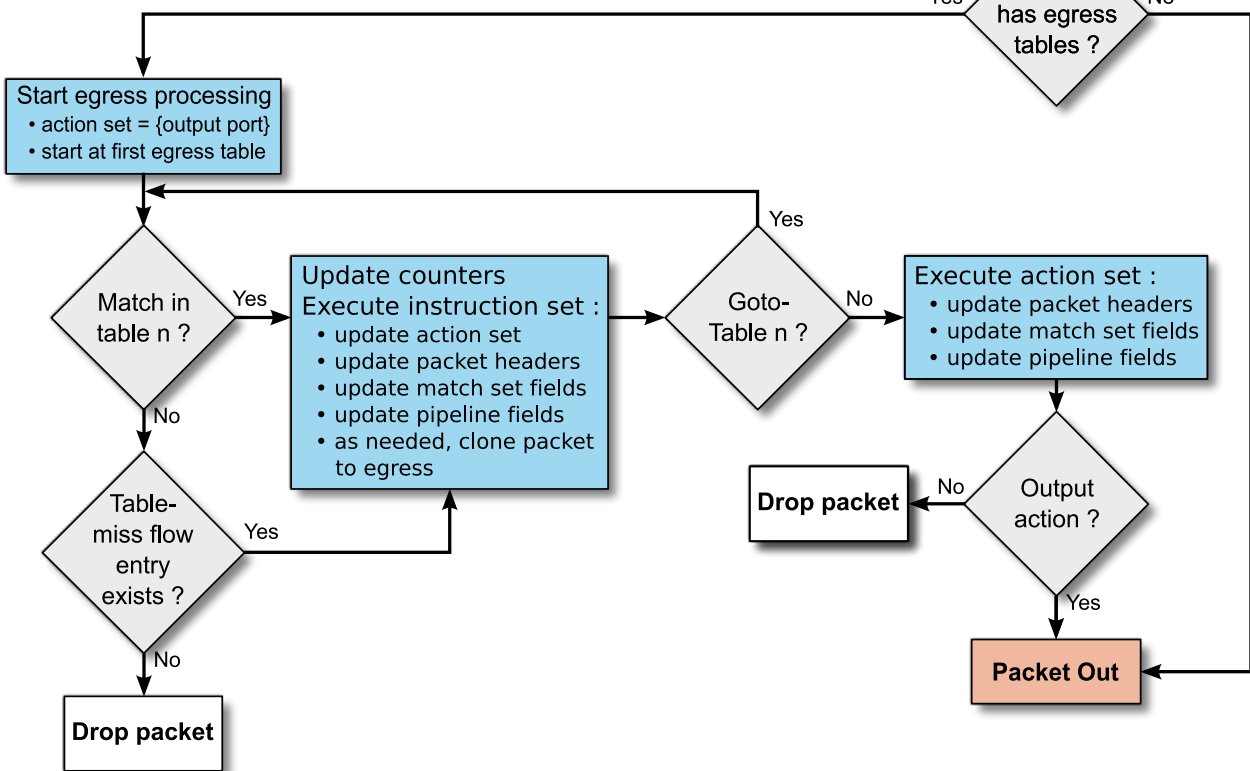 Yes
has egress
No
tables ?
Start egress processing
• action set = {output port}
• start at first egress table
Yes
Match in
table n ?
Yes
Update counters
Execute instruction set :
• update action set
• update packet headers
• update match set fields
• update pipeline fields
• as needed, clone packet
to egress
Goto-
Table n ?
No
Execute action set :
• update packet headers
• update match set fields
• update pipeline fields
No
Table-
miss flow
entry
exists ?
Yes
Drop packet
No
Output
action ?
Yes
No
Packet Out
Drop packet